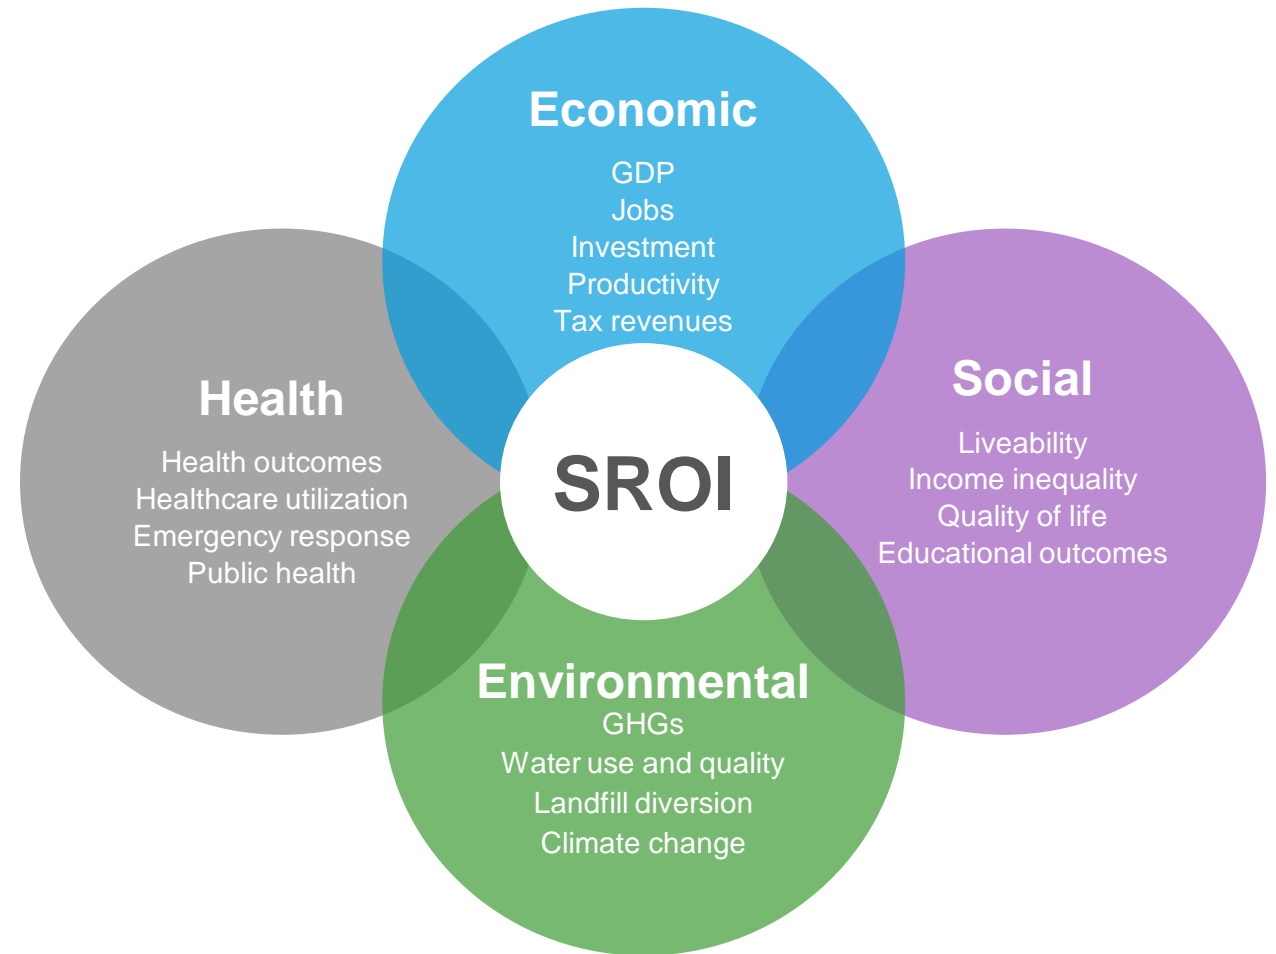 Economic
GDP
Jobs
Investment
Productivity
Tax revenues
Health
Health outcomes
Healthcare utilization
Emergency response
Public health
SROI
Social
Liveability
Income inequality
Quality of life
Educational outcomes
Environmental
GHGs
Water use and quality
Landfill diversion
Climate change